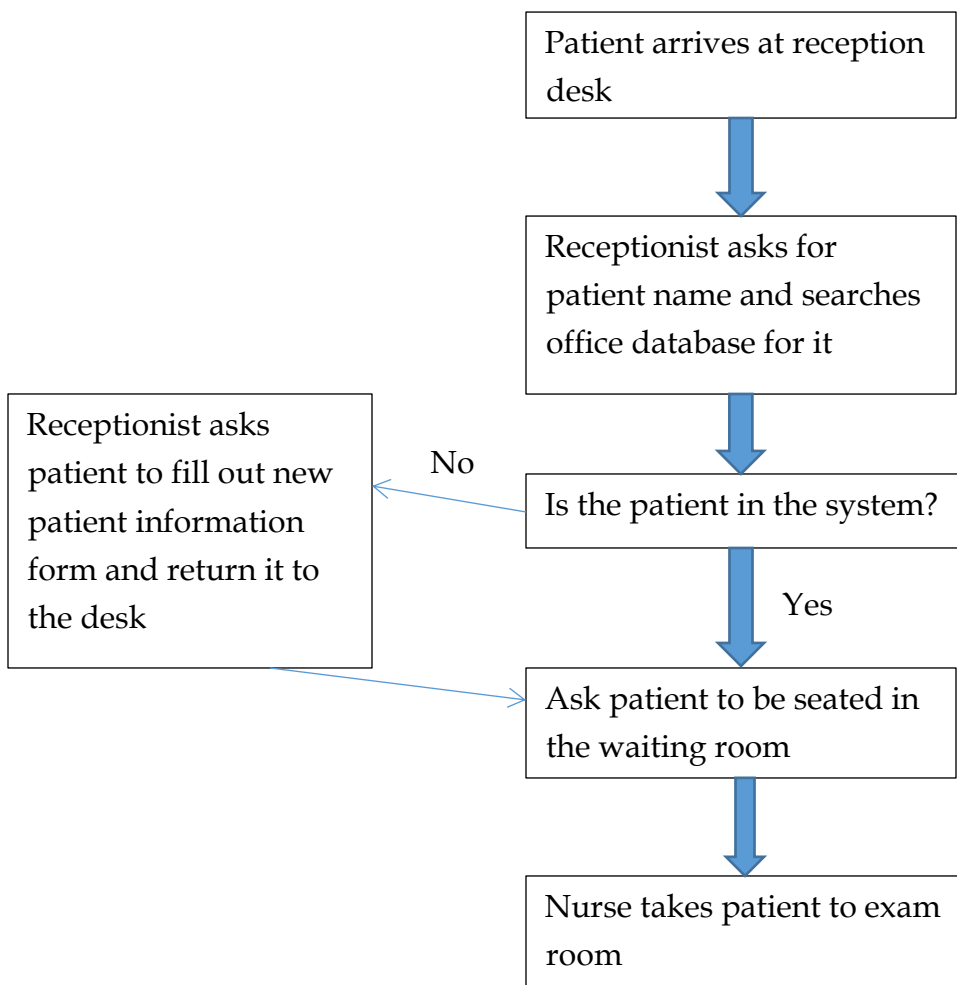 Patient arrives at reception
desk
Receptionist asks for
patient name and searches
office database for it
Is the patient in the system?
No
Receptionist asks
patient to fill out new
patient information
form and return it to
the desk
Yes
Ask patient to be seated in
the waiting room
Nurse takes patient to exam
room